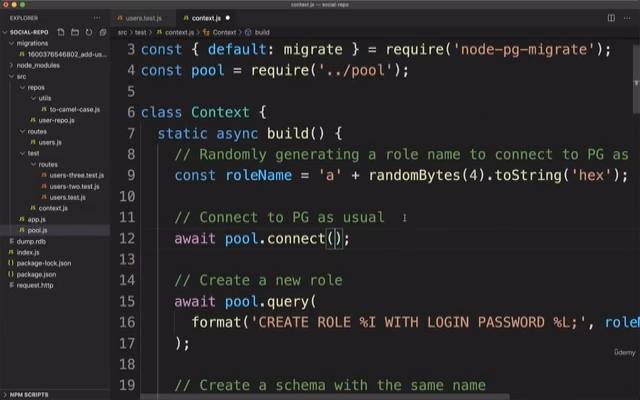 context.js — social-repo
EXPLORER
users.test.js
context.js
SOCIAL-REPO
src > test > context.js > Context > build
migrations
1600376546802_add-us...
node_modules
src
repos
utils
to-camel-case.js
user-repo.js
routes
users.js
test
routes
users-three.test.js
users-two.test.js
users.test.js
context.js
app.js
pool.js
dump.rdb
index.js
package-lock.json
package.json
request.http
NPM SCRIPTS
3 const { default: migrate } = require('node-pg-migrate');
4 const pool = require('../pool');
5
6 class Context {
7 static async build() {
8 // Randomly generating a role name to connect to PG as
9 const roleName = 'a' + randomBytes(4).toString('hex');
10
11 // Connect to PG as usual
12 await pool.connect();
13
14 // Create a new role
15 await pool.query(
16 format('CREATE ROLE %I WITH LOGIN PASSWORD %L;', roleN
17 );
18
19 // Create a schema with the same name
Udemy